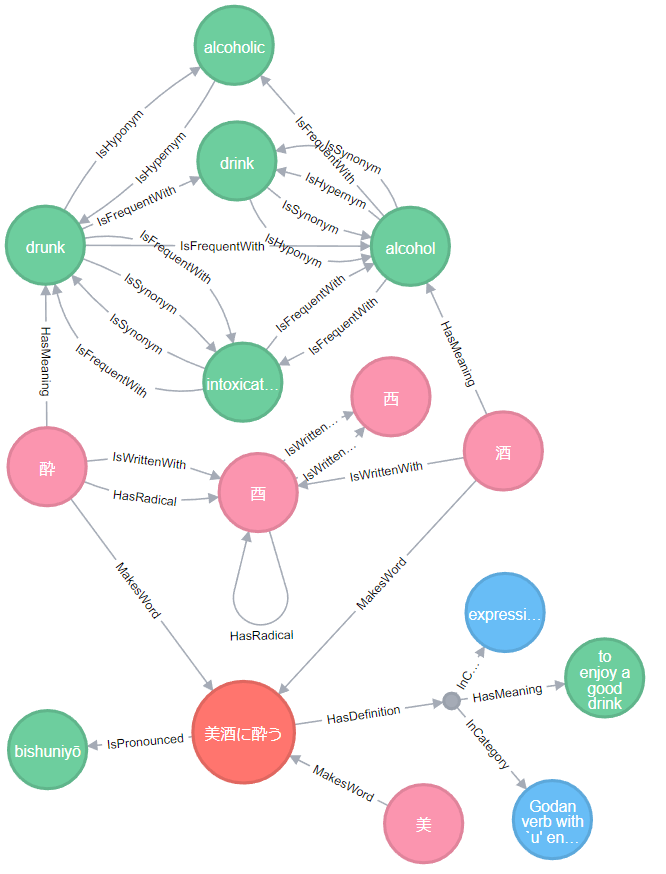 alcoholic
IsHyponym
IsHypernym
IsFrequentWith
IsSynonym
drink
IsFrequentWith
IsHypernym
IsSynonym
IsHyponym
drunk
IsFrequentWith
IsFrequentWith
alcohol
IsSynonym
IsFrequentWith
IsSynonym
IsFrequentWith
IsFrequentWith
HasMeaning
HasMeaning
intoxicat…
西
IsWritten…
IsWritten…
酔
IsWrittenWith
HasRadical
酉
IsWrittenWith
酒
MakesWord
HasRadical
MakesWord
expressi…
InC…
to
enjoy a
good
drink
HasMeaning
美酒に酔う
HasDefinition
IsPronounced
bishuniyō
InCategory
MakesWord
美
Godan
verb with
`u' en…